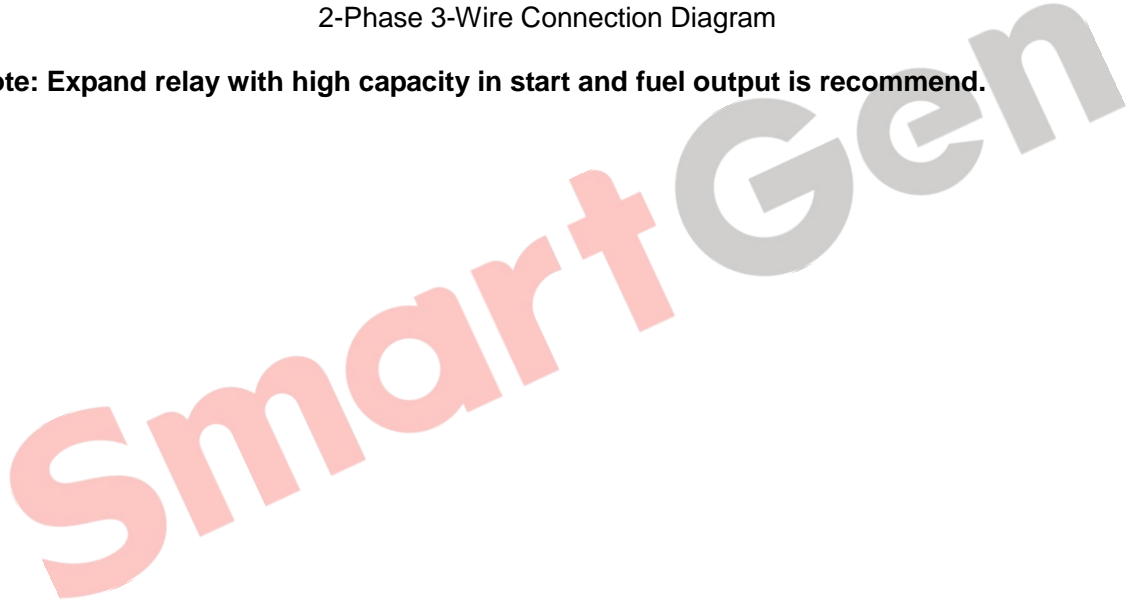 2-Phase 3-Wire Connection Diagram
ote: Expand relay with high capacity in start and fuel output is recommend.
SmartGen